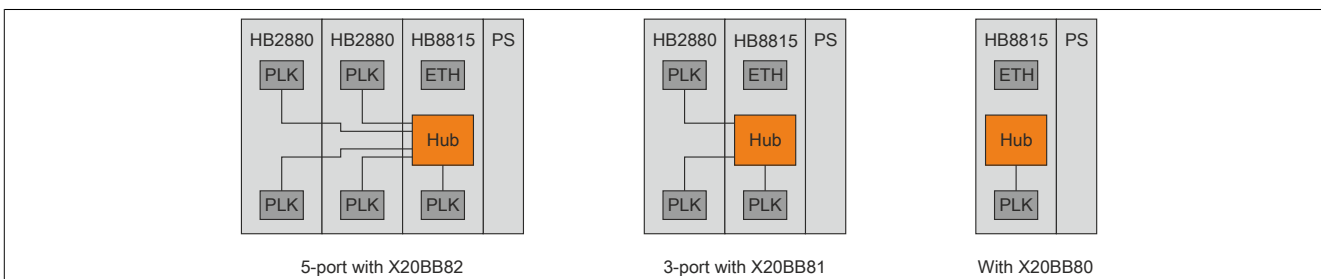 HB2880 HB2880 HB8815 PS
PLK PLK ETH
Hub
PLK PLK PLK
5-port with X20BB82
HB2880 HB8815 PS
PLK ETH
Hub
PLK PLK
3-port with X20BB81
HB8815 PS
ETH
Hub
PLK
With X20BB80